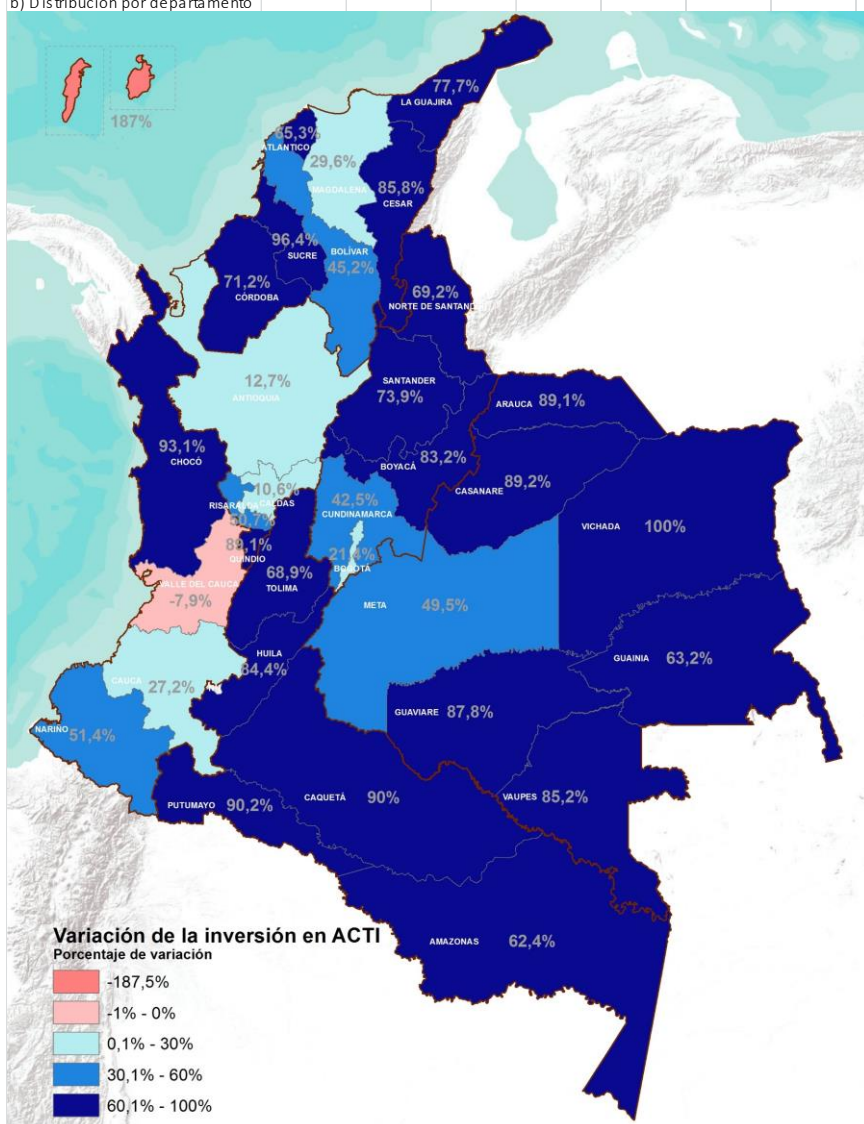 b) Distribución por departamento
77,7%
LA GUAJIRA
187%
65,3%
ATLANTICO
29,6%
MAGDALENA
85,8%
CESAR
96,4%
SUCRE
BOLÍVAR
45,2%
71,2%
CÓRDOBA
69,2%
NORTE DE SANTAND
12,7%
ANTIOQUIA
SANTANDER
73,9%
ARAUCA 89,1%
93,1%
CHOCÓ
83,2%
BOYACÁ
89,2%
CASANARE
10,6%
CALDAS
RISARALDA
50,7%
42,5%
CUNDINAMARCA
VICHADA
100%
QUINDIO
21,4%
BOGOTÁ
68,9%
TOLIMA
VALLE DEL CAUCA
-7,9%
META
49,5%
HUILA
84,4%
GUAINIA
63,2%
CAUCA
27,2%
GUAVIARE
87,8%
NARIÑO
51,4%
PUTUMAYO
90,2%
CAQUETÁ
90%
VAUPES
85,2%
AMAZONAS
62,4%
Variación de la inversión en ACTI
Porcentaje de variación
-187,5%
-1% - 0%
0,1% - 30%
30,1% - 60%
60,1% - 100%